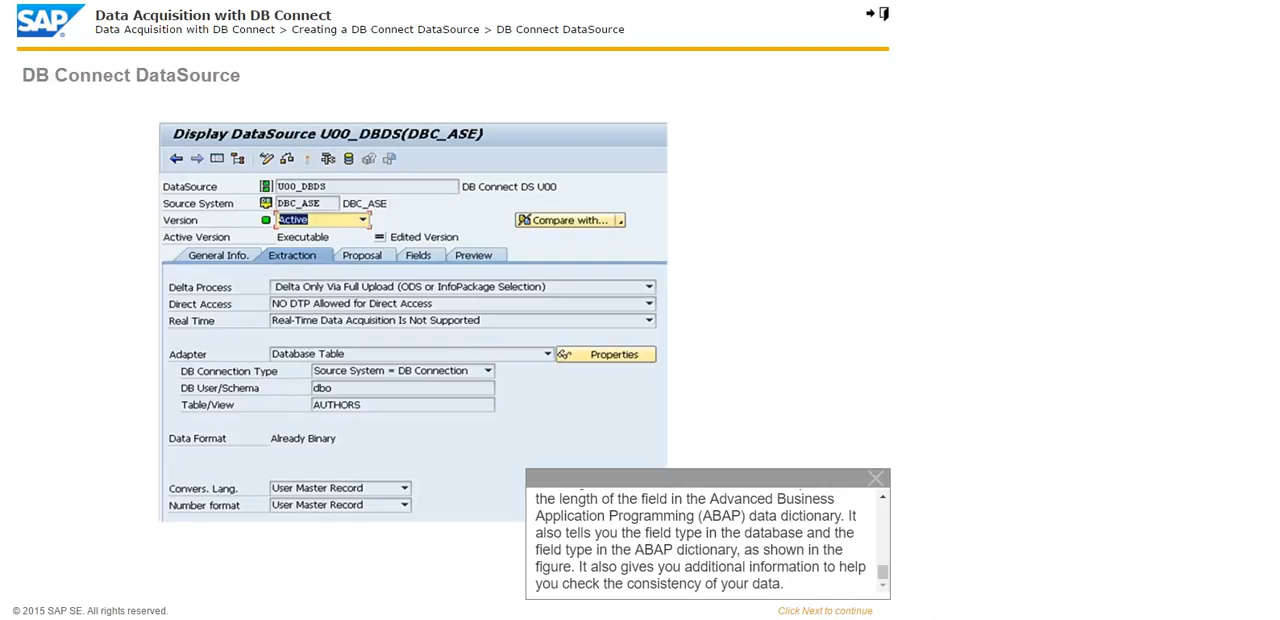 SAP
Data Acquisition with DB Connect
Data Acquisition with DB Connect > Creating a DB Connect DataSource > DB Connect DataSource
DB Connect DataSource
Display DataSource U00_DBDS(DBC_ASE)
DataSource U00_DBDS DB Connect DS U00
Source System DBC_ASE DBC_ASE
Version Active Compare with...
Active Version Executable = Edited Version
General Info. Extraction Proposal Fields Preview
Delta Process Delta Only Via Full Upload (ODS or InfoPackage Selection)
Direct Access NO DTP Allowed for Direct Access
Real Time Real-Time Data Acquisition Is Not Supported
Adapter Database Table Properties
DB Connection Type Source System = DB Connection
DB User/Schema dbo
Table/View AUTHORS
Data Format Already Binary
Convers. Lang. User Master Record
Number format User Master Record
the length of the field in the Advanced Business
Application Programming (ABAP) data dictionary. It
also tells you the field type in the database and the
field type in the ABAP dictionary, as shown in the
figure. It also gives you additional information to help
you check the consistency of your data.
© 2015 SAP SE. All rights reserved.
Click Next to continue.